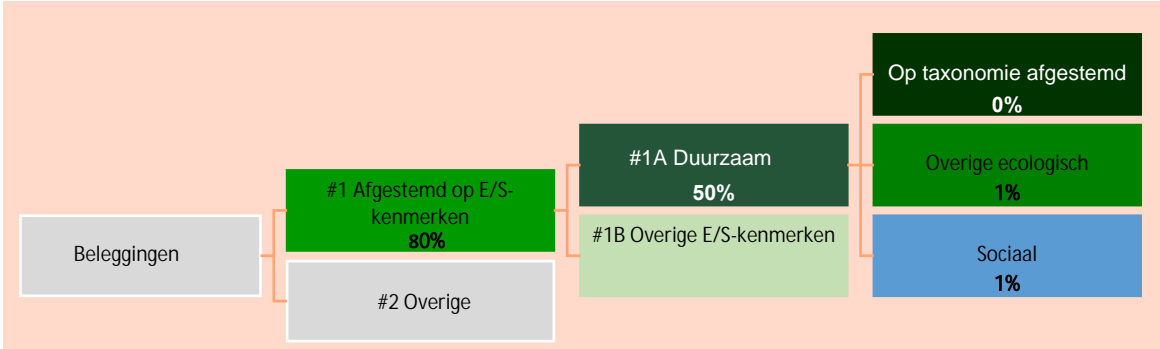 Beleggingen
#1 Afgestemd op E/S-
kenmerken
80%
#2 Overige
#1A Duurzaam
50%
#1B Overige E/S-kenmerken
Op taxonomie afgestemd
0%
Overige ecologisch
1%
Sociaal
1%